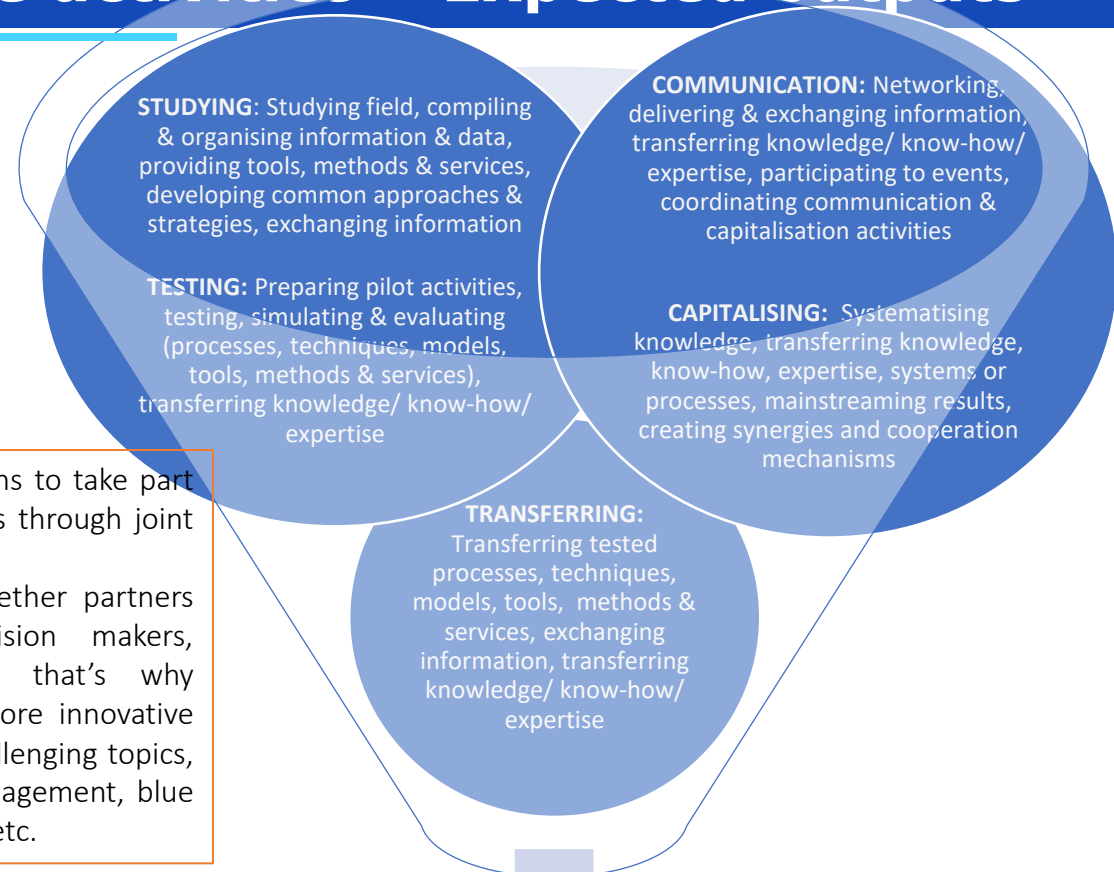 activities
Expected outputs
STUDYING: Studying field, compiling
& organising information & data,
providing tools, methods & services,
developing common approaches &
strategies, exchanging information
TESTING: Preparing pilot activities,
testing, simulating & evaluating
(processes, techniques, models,
tools, methods & services),
transferring knowledge/ know-how/
expertise
COMMUNICATION: Networking,
delivering & exchanging information,
transferring knowledge/ know-how/
expertise, participating to events,
coordinating communication &
capitalisation activities
CAPITALISING: Systematising
knowledge, transferring knowledge,
know-how, expertise, systems or
processes, mainstreaming results,
creating synergies and cooperation
mechanisms
TRANSFERRING:
Transferring tested
processes, techniques,
models, tools, methods &
services, exchanging
information, transferring
knowledge/ know-how/
expertise
ns to take part
s through joint
ether partners
ision makers,
that's why
ore innovative
llenging topics,
agement, blue
etc.